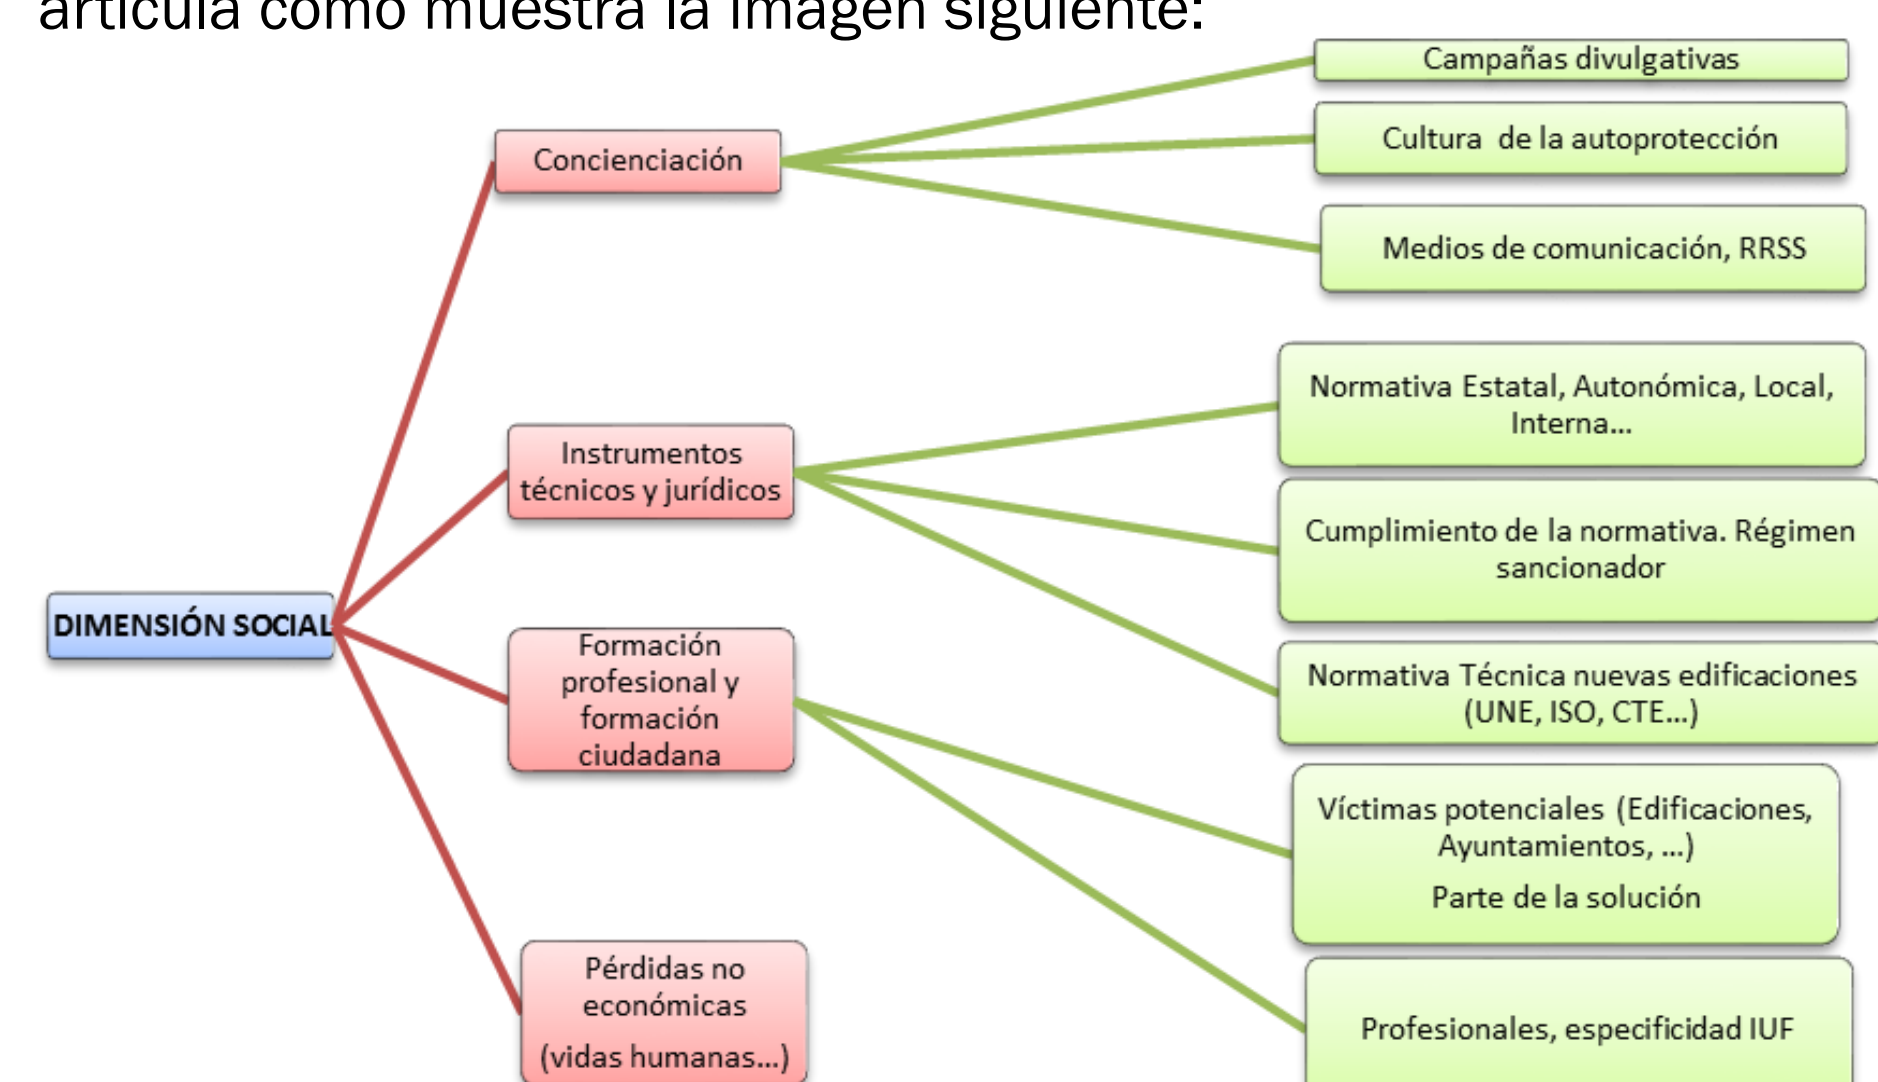 articula como muestra la imagen siguiente:
Campañas divulgativas
Concienciación
Cultura de la autoprotección
Medios de comunicación, RRSS
Normativa Estatal, Autonómica, Local,
Interna...
Instrumentos
técnicos y jurídicos
Cumplimiento de la normativa. Régimen
sancionador
Normativa Técnica nuevas edificaciones
(UNE, ISO, CTE...)
DIMENSIÓN SOCIAL
Formación
profesional y
formación
ciudadana
Víctimas potenciales (Edificaciones,
Ayuntamientos, ...)
Parte de la solución
Profesionales, especificidad IUF
Pérdidas no
económicas
(vidas humanas...)